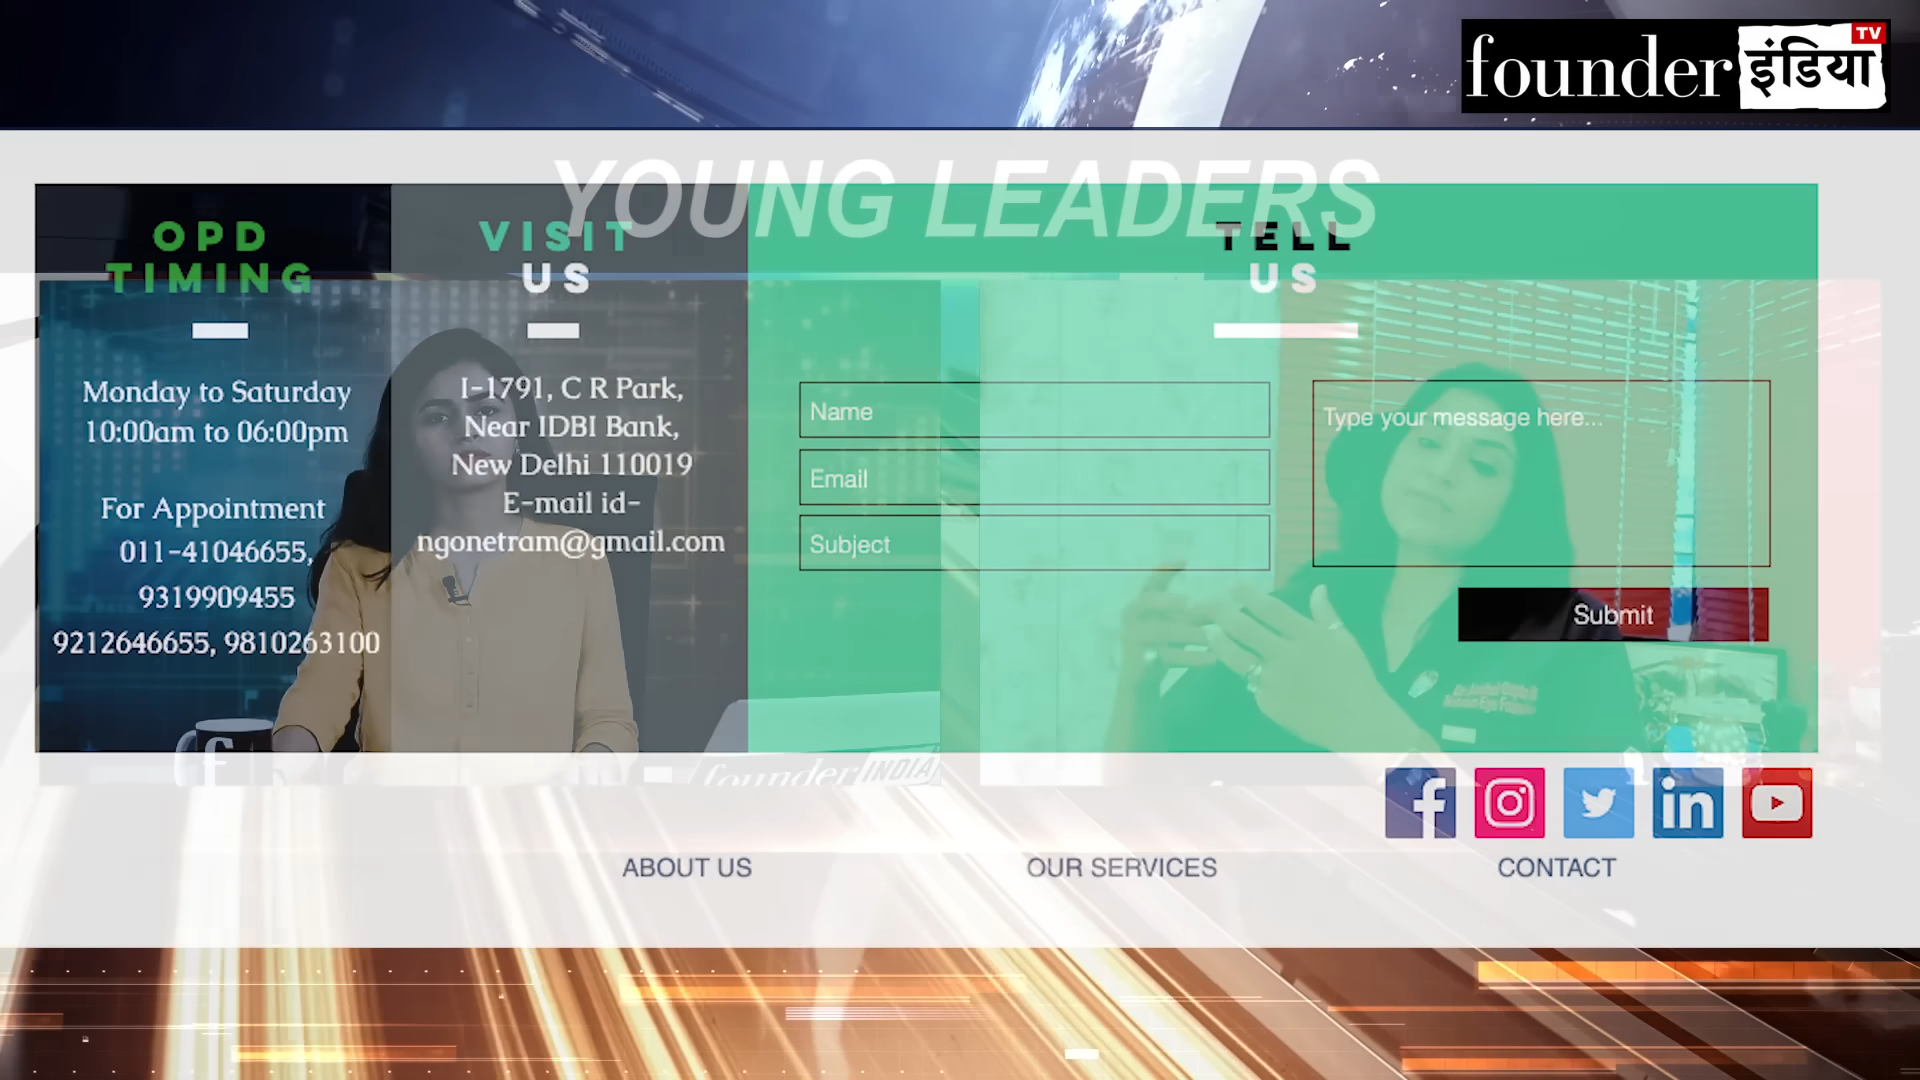 founder इंडिया TV
YOUNG LEADERS
OPD
TIMING
Monday to Saturday
10:00am to 06:00pm
For Appointment
011-41046655,
9319909455
9212646655, 9810263100
VISIT
US
I-1791, C R Park,
Near IDBI Bank,
New Delhi 110019
E-mail id-
ngonetram@gmail.com
TELL
US
Name
Email
Subject
Type your message here...
Submit
f
founder INDIA
ABOUT US
OUR SERVICES
CONTACT